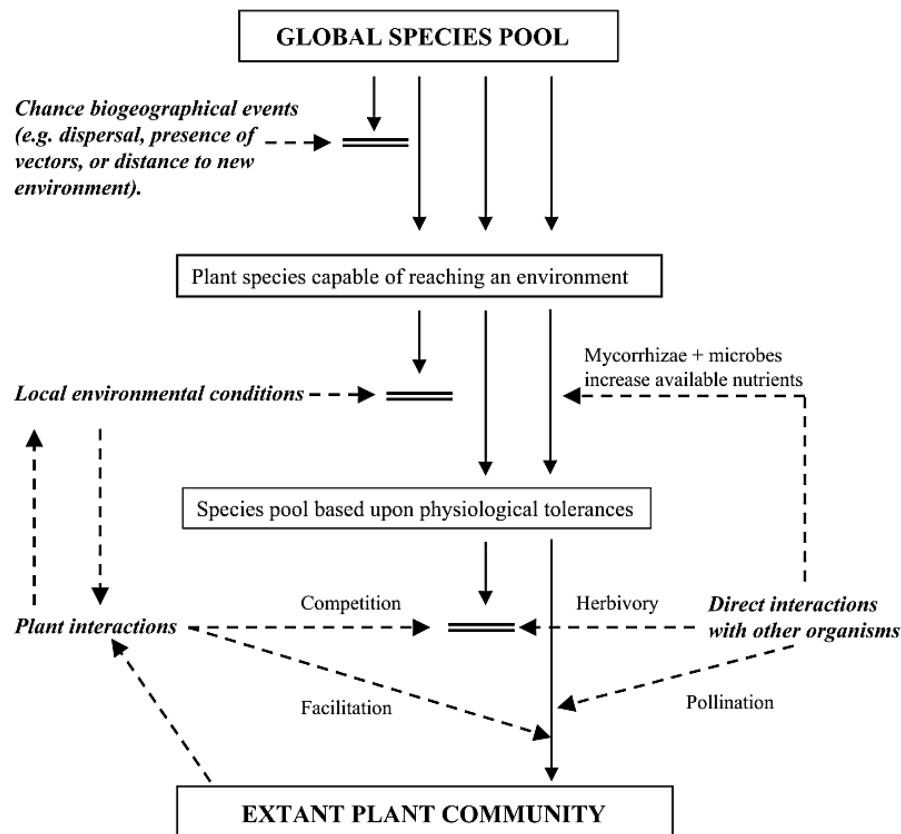 GLOBAL SPECIES POOL
Chance biogeographical events
(e.g. dispersal, presence of
vectors, or distance to new
environment).
Plant species capable of reaching an environment
Mycorrhizae + microbes
increase available nutrients
Local environmental conditions
Species pool based upon physiological tolerances
Competition
Herbivory
Direct interactions
with other organisms
Plant interactions
Facilitation
Pollination
EXTANT PLANT COMMUNITY